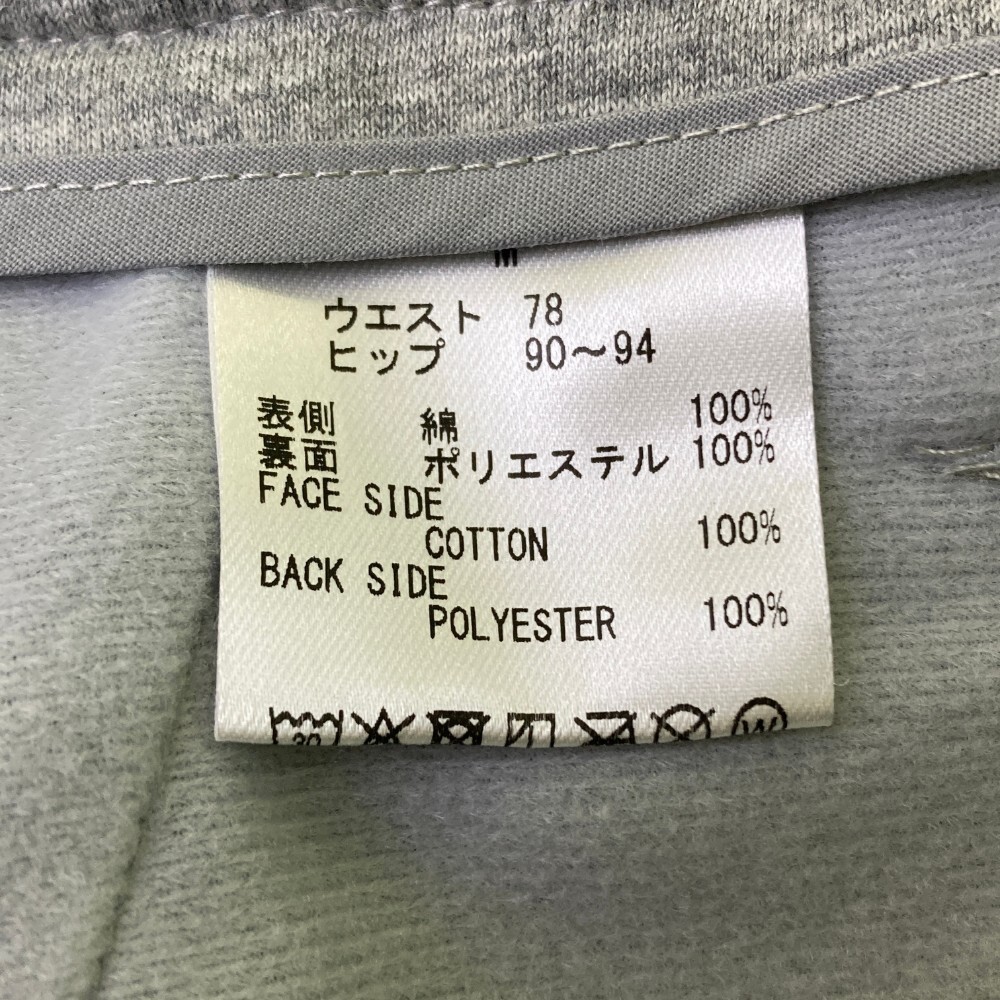 M
ウエスト 78
ヒップ 90～94
表側 綿 100%
裏面 ポリエステル 100%
FACE SIDE
COTTON 100%
BACK SIDE
POLYESTER 100%
30 W